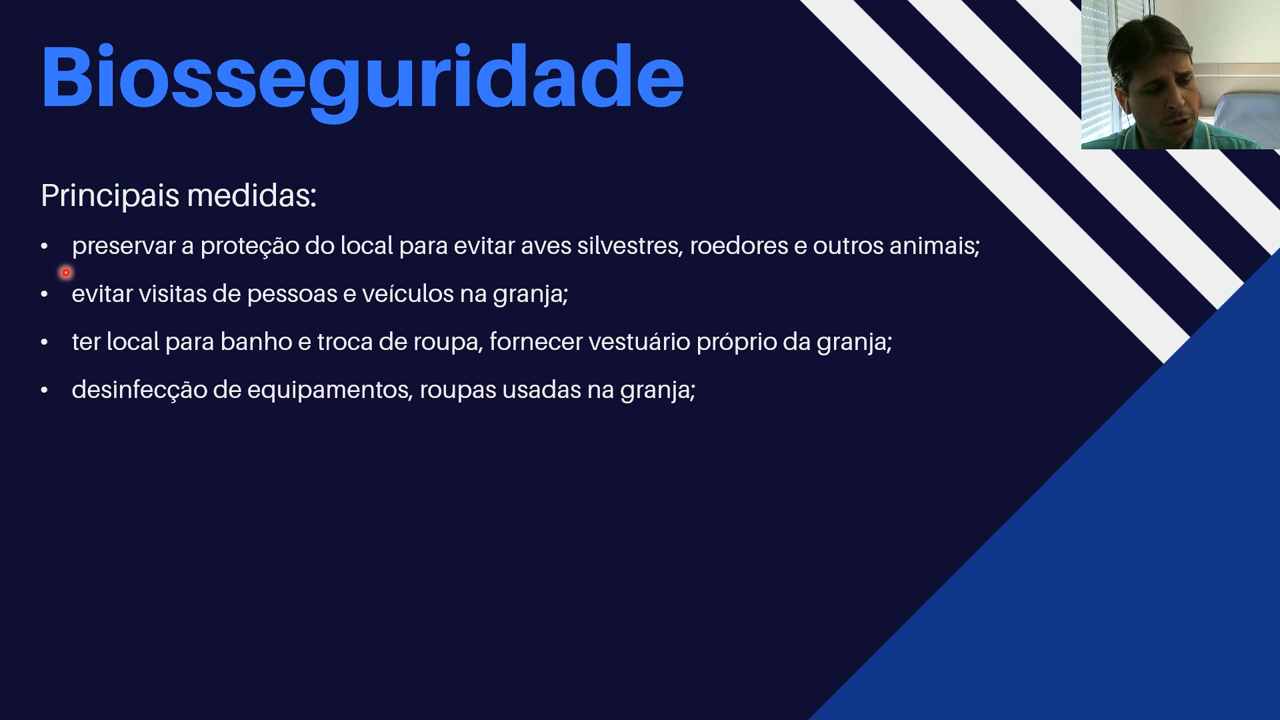 Biosseguridade
Principais medidas:
• preservar a proteção do local para evitar aves silvestres, roedores e outros animais;
• evitar visitas de pessoas e veículos na granja;
• ter local para banho e troca de roupa, fornecer vestuário próprio da granja;
• desinfecção de equipamentos, roupas usadas na granja;